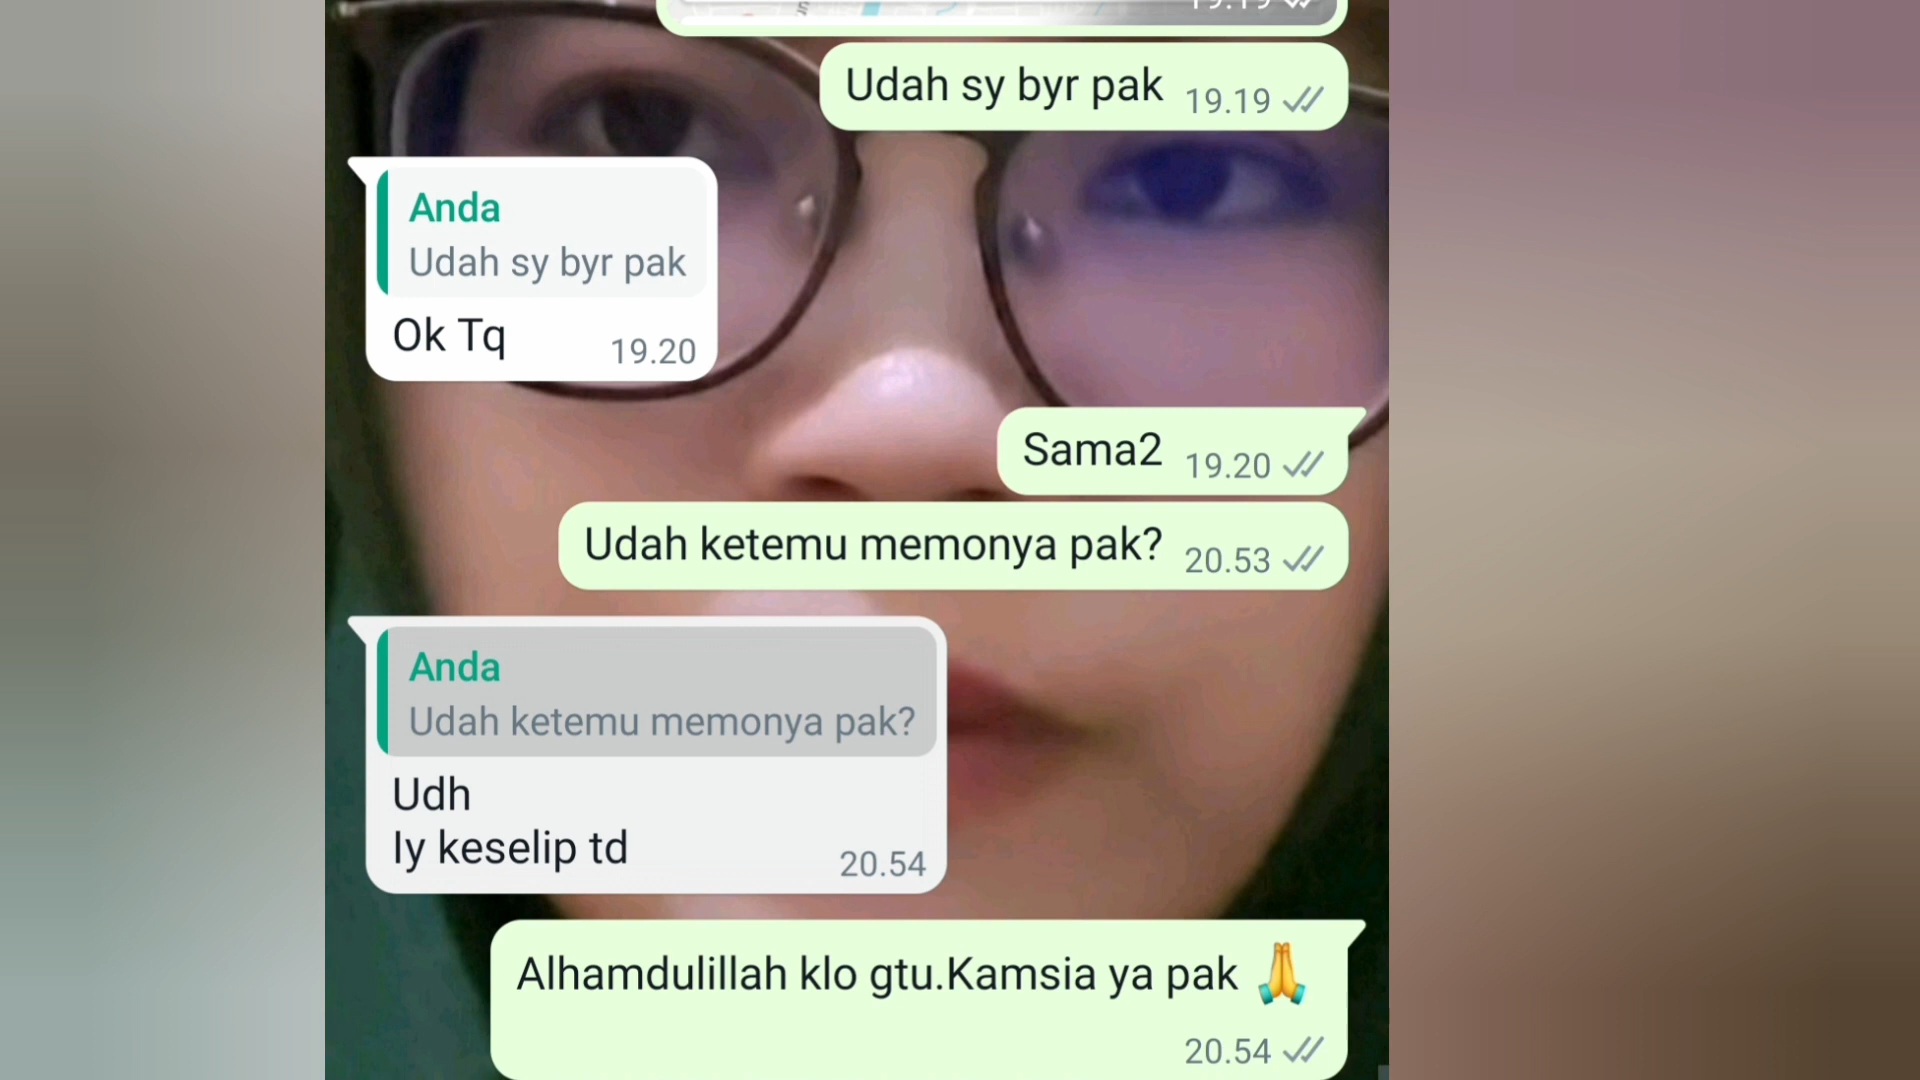 19.19
Udah sy byr pak 19.19
Anda
Udah sy byr pak
Ok Tq 19.20
Sama2 19.20
Udah ketemu memonya pak? 20.53
Anda
Udah ketemu memonya pak?
Udh
Iy keselip td 20.54
Alhamdulillah klo gtu.Kamsia ya pak 🙏
20.54